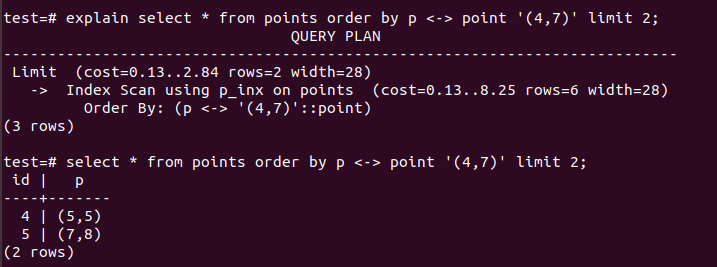 test=# explain select * from points order by p <-> point '(4,7)' limit 2;
                                QUERY PLAN
---------------------------------------------------------------------------
 Limit  (cost=0.13..2.84 rows=2 width=28)
   ->  Index Scan using p_inx on points  (cost=0.13..8.25 rows=6 width=28)
         Order By: (p <-> '(4,7)'::point)
(3 rows)

test=# select * from points order by p <-> point '(4,7)' limit 2;
 id |   p
----+-------
  4 | (5,5)
  5 | (7,8)
(2 rows)